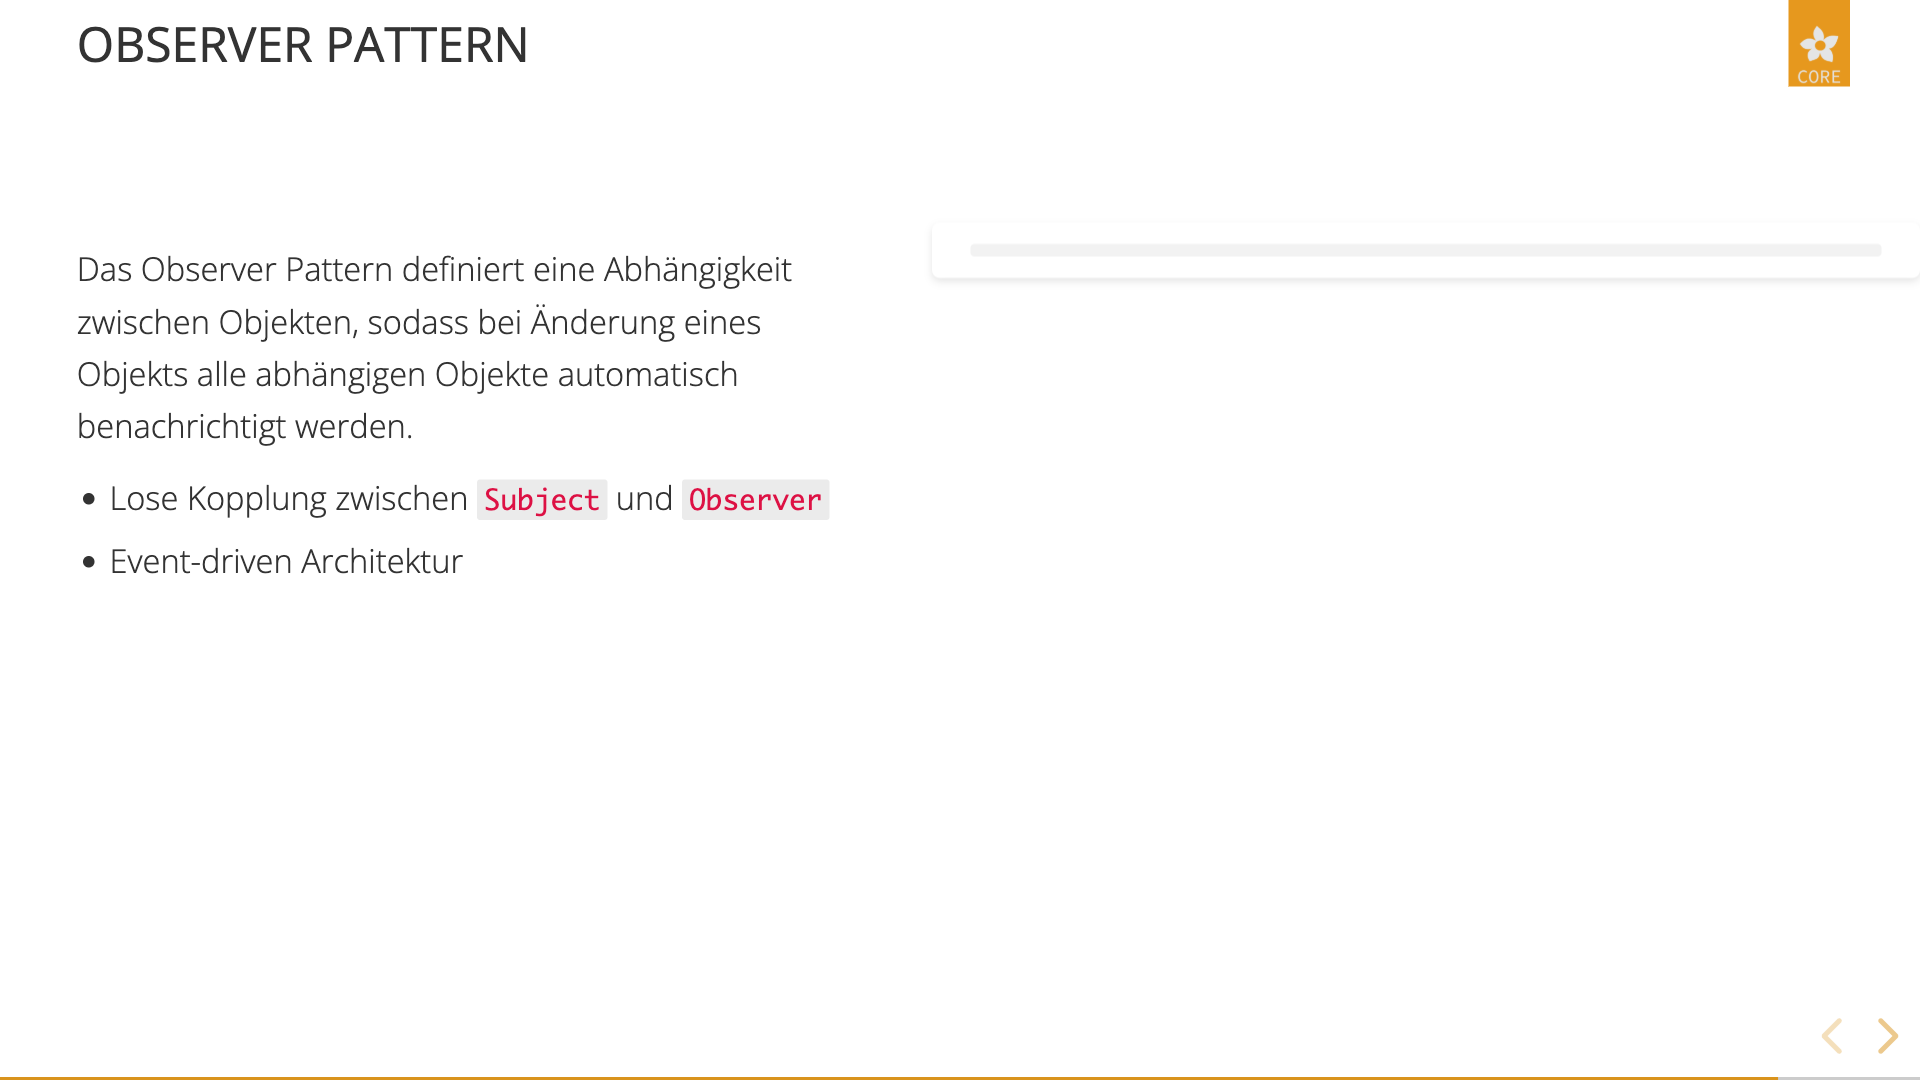 OBSERVER PATTERN
CORE
Das Observer Pattern definiert eine Abhängigkeit
zwischen Objekten, sodass bei Änderung eines
Objekts alle abhängigen Objekte automatisch
benachrichtigt werden.
• Lose Kopplung zwischen Subject und Observer
• Event-driven Architektur